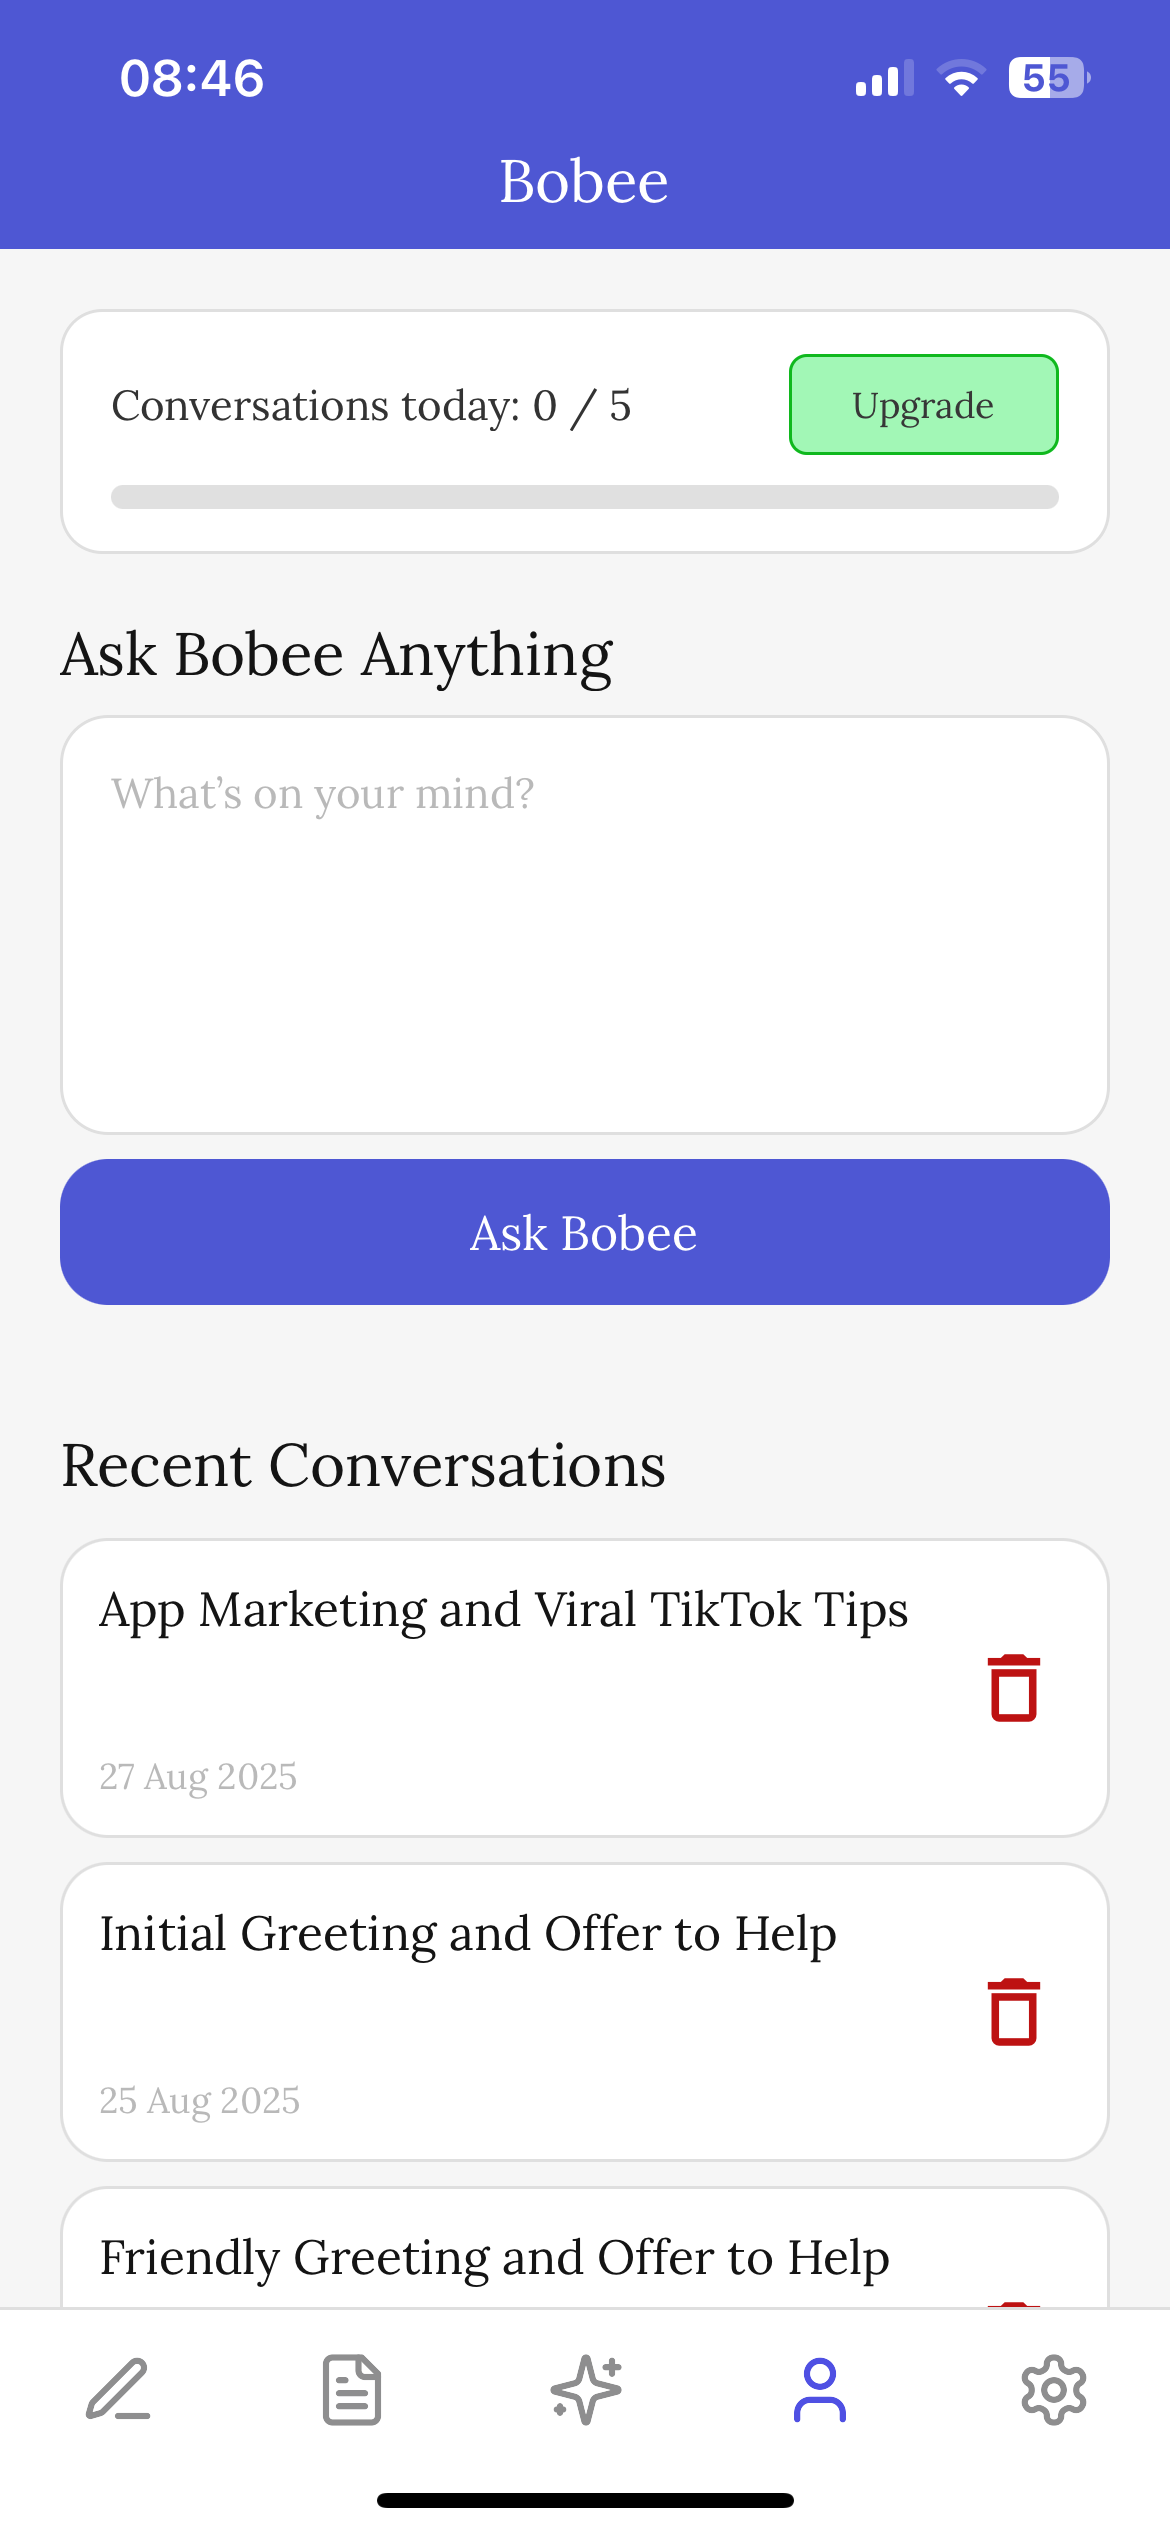 08:46
55
Bobee
Conversations today: 0 / 5
Upgrade
Ask Bobee Anything
What’s on your mind?
Ask Bobee
Recent Conversations
App Marketing and Viral TikTok Tips
27 Aug 2025
Initial Greeting and Offer to Help
25 Aug 2025
Friendly Greeting and Offer to Help